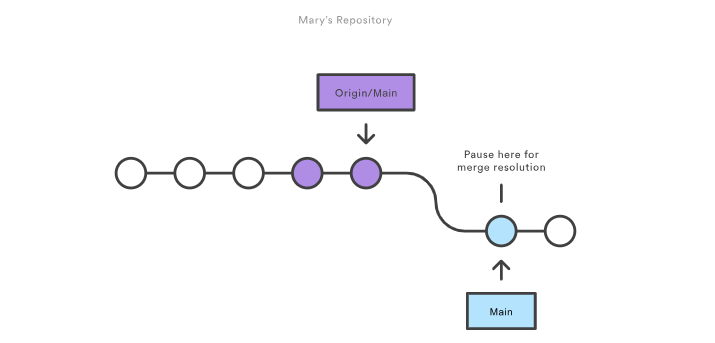 Mary's Repository
Origin/Main
Pause here for
merge resolution
Main